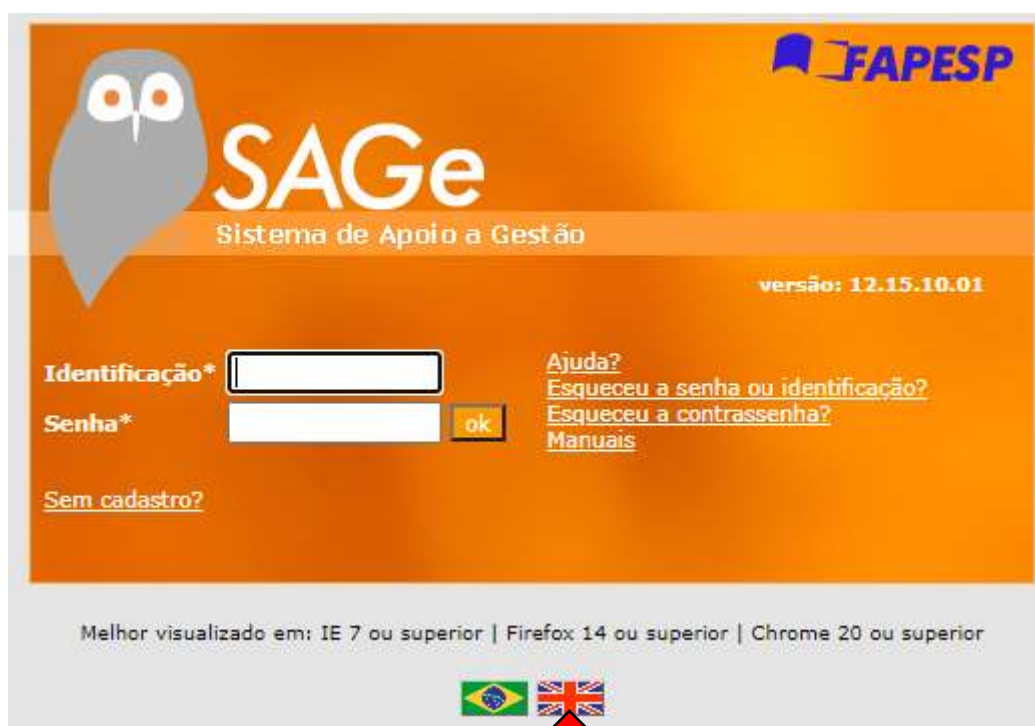 FAPESP
SAGe
Sistema de Apoio a Gestão
versão: 12.15.10.01
Identificação*
Senha*
ok
Ajuda?
Esqueceu a senha ou identificação?
Esqueceu a contrassenha?
Manuais
Sem cadastro?
Melhor visualizado em: IE 7 ou superior | Firefox 14 ou superior | Chrome 20 ou superior